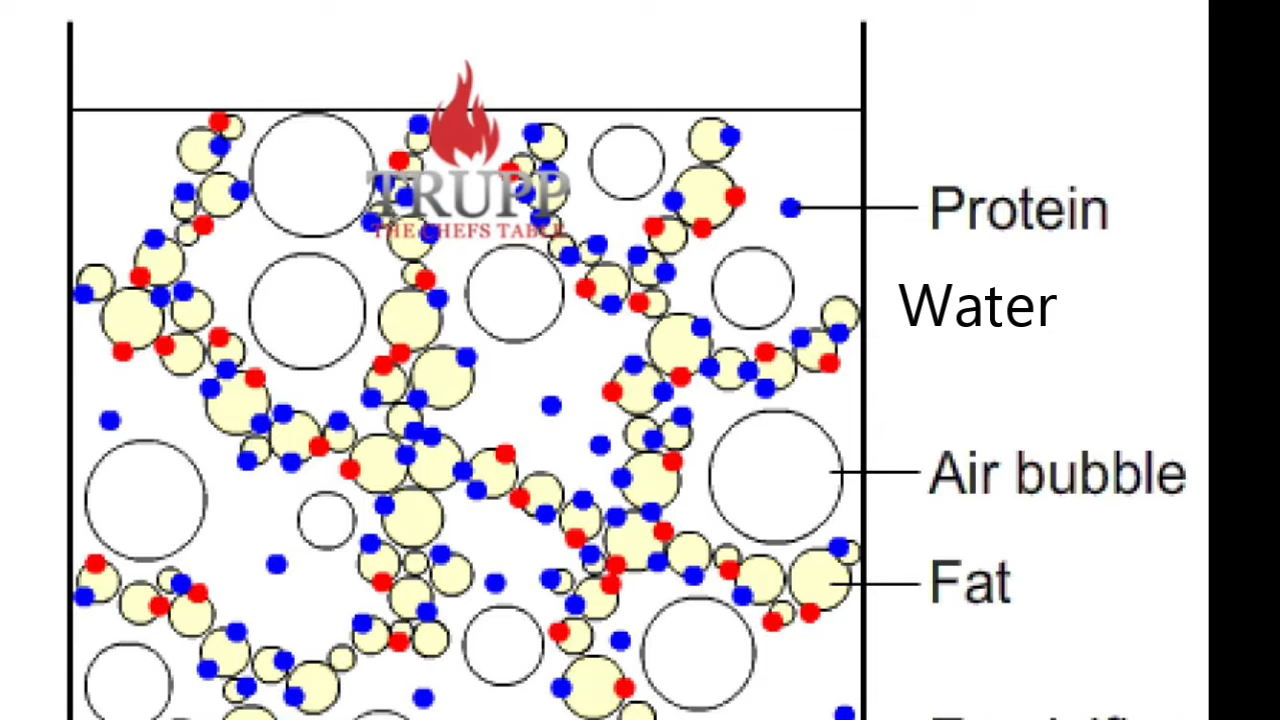 TRUPP
THE CHEFS TABLE
Protein
Water
Air bubble
Fat